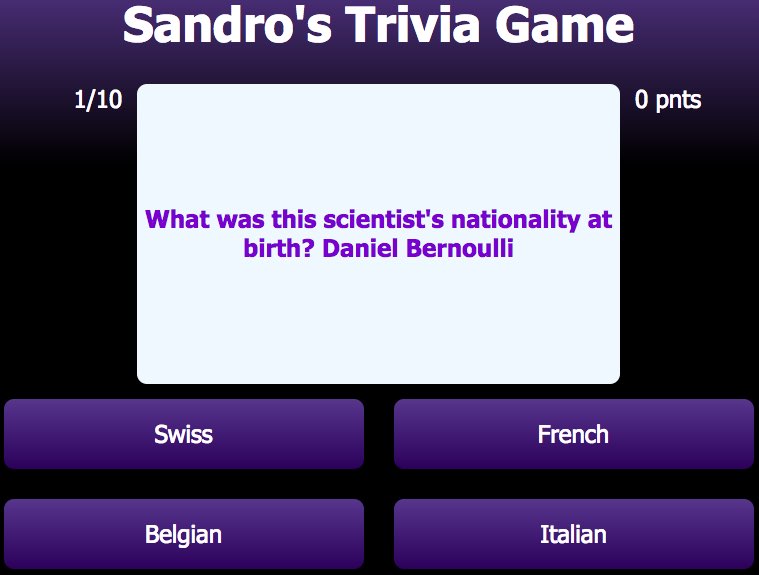 Sandro's Trivia Game
1/10
0 pnts
What was this scientist's nationality at
birth? Daniel Bernoulli
Swiss
French
Belgian
Italian